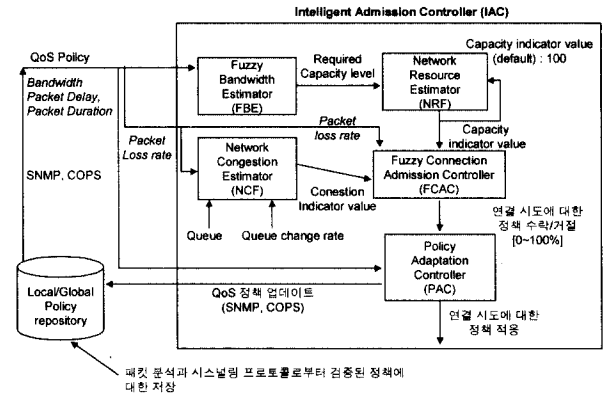 Intelligent Admission Controller (IAC)
QoS Policy
Bandwidth
Packet Delay,
Packet Duration
SNMP, COPS
Fuzzy
Bandwidth
Estimator
(FBE)
Required
Capacity level
Network
Resource
Estimator
(NRF)
Capacity indicator value
(default) : 100
Packet
Loss rate
Packet
loss rate
Capacity
indicator value
Network
Congestion
Estimator
(NCF)
Conestion
Indicator value
Fuzzy Connection
Admission Controller
(FCAC)
Queue
Queue change rate
연결 시도에 대한
정책 수락/거절
[0~100%]
Policy
Adaptation
Controller
(PAC)
Local/Global
Policy
repository
QoS 정책 업데이트
(SNMP, COPS)
연결 시도에 대한
정책 적용
패킷 분석과 시스널링 프로토콜로부터 검증된 정책에
대한 저장